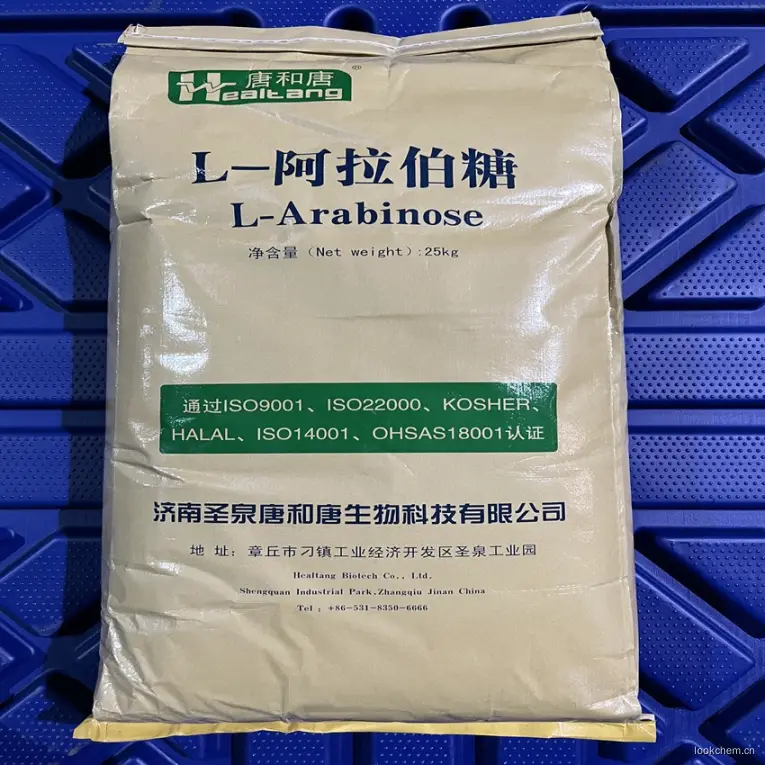 唐和唐®
Healtang
L-阿拉伯糖
L-Arabinose
净含量（Net weight）:25kg
通过ISO9001、ISO22000、KOSHER、
HALAL、ISO14001、OHSAS18001认证
济南圣泉唐和唐生物科技有限公司
地 址：章丘市刁镇工业经济开发区圣泉工业园
Healtang Biotech Co., Ltd.
Shengquan Industrial Park,Zhangqiu Jinan China
Tel：+86-531-8350-6666
lookchem.cn